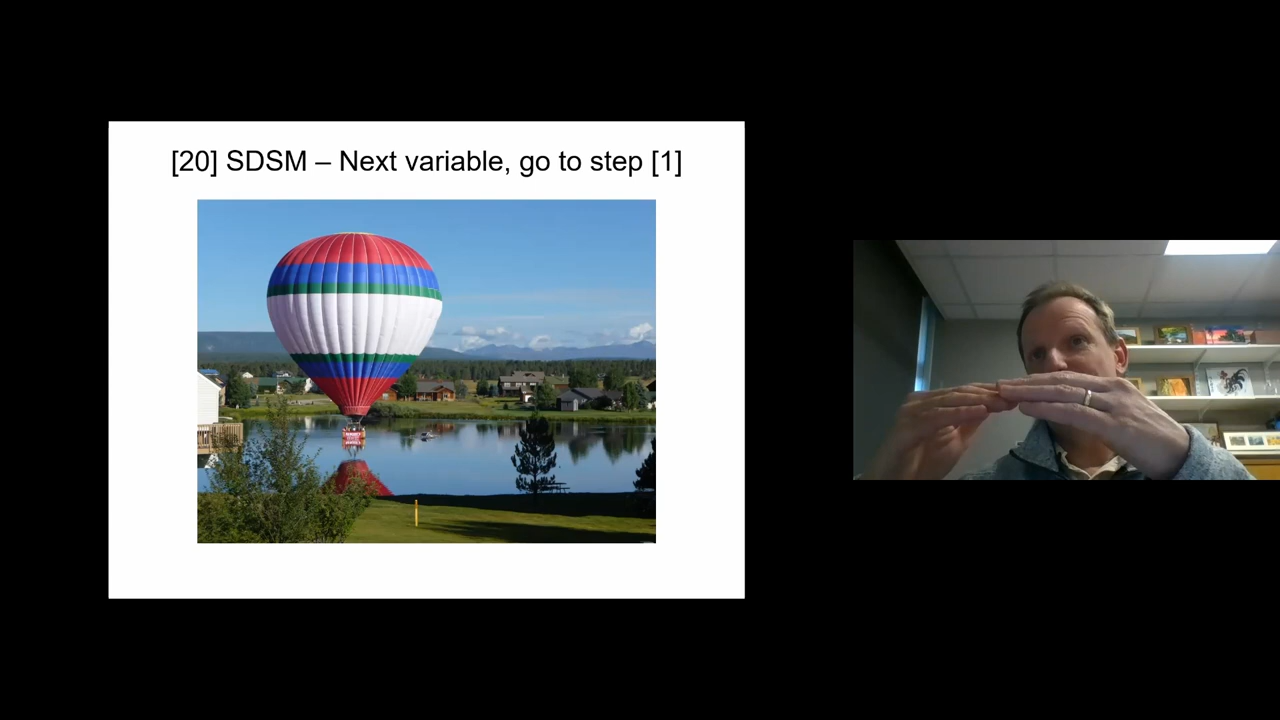 [20] SDSM – Next variable, go to step [1]